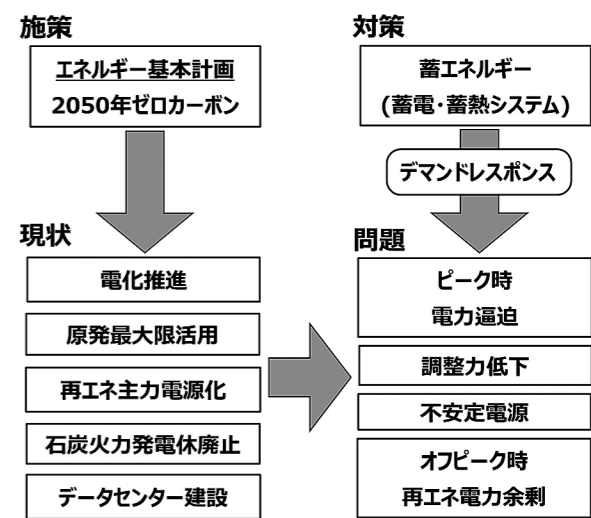 施策
エネルギー基本計画
2050年ゼロカーボン
現状
電化推進
原発最大限活用
再エネ主力電源化
石炭火力発電休廃止
データセンター建設
対策
蓄エネルギー
(蓄電・蓄熱システム)
デマンドレスポンス
問題
ピーク時
電力逼迫
調整力低下
不安定電源
オフピーク時
再エネ電力余剰